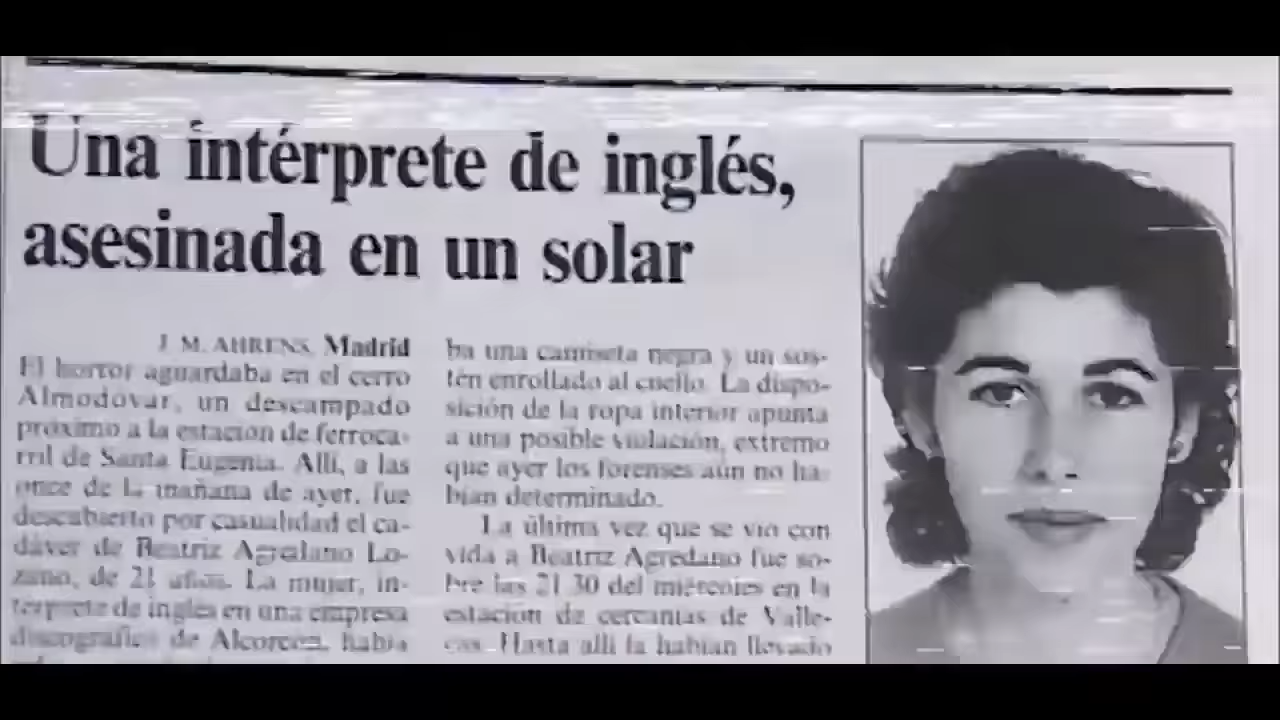 Una intérprete de inglés,
asesinada en un solar
J. M. AHRENS, Madrid
El horror aguardaba en el cerro
Almodóvar, un descampado
próximo a la estación de ferroca-
rril de Santa Eugenia. Allí, a las
once de la mañana de ayer, fue
descubierto por casualidad el ca-
dáver de Beatriz Agredano Lo-
zano, de 21 años. La mujer, in-
térprete de inglés en una empresa
discográfica de Alcorcón, había
ba una camiseta negra y un sos-
tén enrollado al cuello. La dispo-
sición de la ropa interior apunta
a una posible violación, extremo
que ayer los forenses aún no ha-
bían determinado.
La última vez que se vio con
vida a Beatriz Agredano fue so-
bre las 21.30 del miércoles en la
estación de cercanías de Valle-
cas. Hasta allí la habían llevado